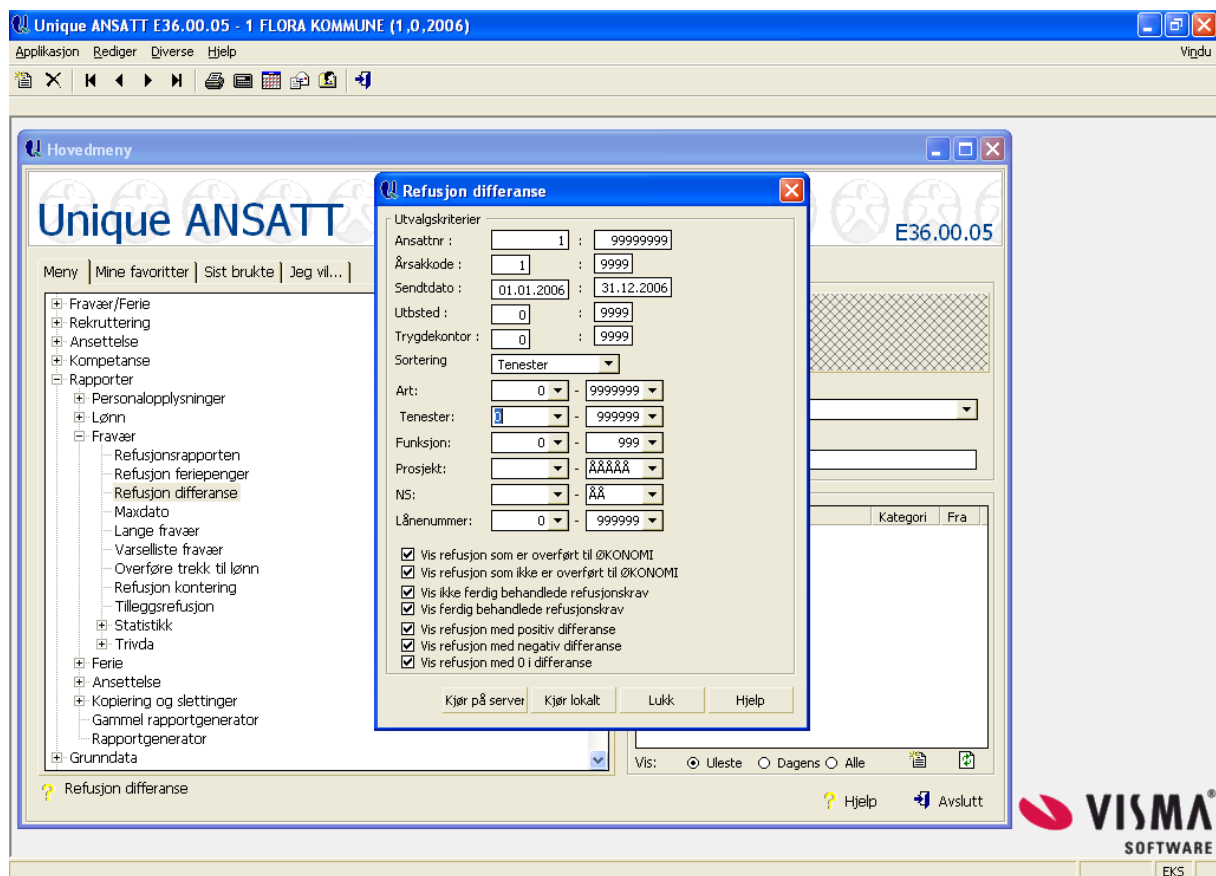 Unique ANSATT E36.00.05 - 1 FLORA KOMMUNE (1,0,2006)
Applikasjon Rediger Diverse Hjelp Vindu
Hovedmeny
Unique ANSATT
E36.00.05
Meny Mine favoritter Sist brukte Jeg vil...
Fravær/Ferie
Rekruttering
Ansettelse
Kompetanse
Rapporter
Personalopplysninger
Lønn
Fravær
Refusjonsrapporten
Refusjon feriepenger
Refusjon differanse
Maxdato
Lange fravær
Varselliste fravær
Overføre trekk til lønn
Refusjon kontering
Tilleggsrefusjon
Statistikk
Trivda
Ferie
Ansettelse
Kopiering og slettinger
Gammel rapportgenerator
Rapportgenerator
Grunndata
Refusjon differanse
Refusjon differanse
Utvalgskriterier
Ansattnr : 1 : 99999999
Årsakkode : 1 : 9999
Sendtdato : 01.01.2006 : 31.12.2006
Utbsted : 0 : 9999
Trygdekontor : 0 : 9999
Sortering Tenester
Art: 0 - 9999999
Tenester: 0 - 999999
Funksjon: 0 - 999
Prosjekt: - ÅÅÅÅÅ
NS: - ÅÅ
Lånenummer: 0 - 999999
Vis refusjon som er overført til ØKONOMI
Vis refusjon som ikke er overført til ØKONOMI
Vis ikke ferdig behandlede refusjonskrav
Vis ferdig behandlede refusjonskrav
Vis refusjon med positiv differanse
Vis refusjon med negativ differanse
Vis refusjon med 0 i differanse
Kjør på server Kjør lokalt Lukk Hjelp
Kategori Fra
Vis: Uleste Dagens Alle
Hjelp Avslutt
VISMA®
SOFTWARE
EKS